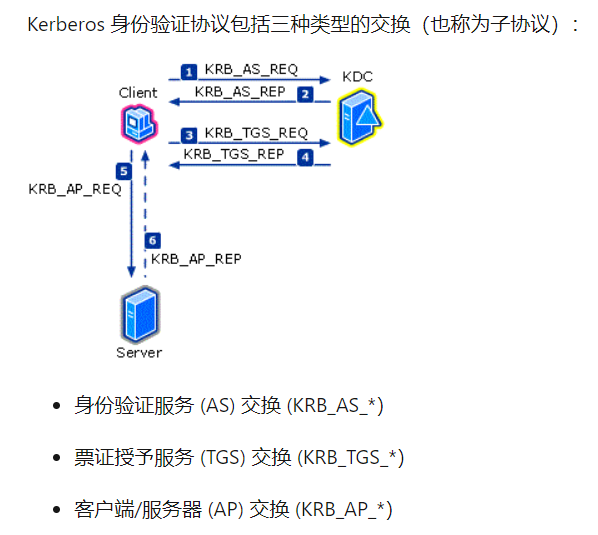 Kerberos 身份验证协议包括三种类型的交换（也称为子协议）：
1 KRB_AS_REQ
KDC
Client
KRB_AS_REP 2
3 KRB_TGS_REQ
KRB_TGS_REP 4
5
KRB_AP_REQ
6
KRB_AP_REP
Server
• 身份验证服务 (AS) 交换 (KRB_AS_*)
• 票证授予服务 (TGS) 交换 (KRB_TGS_*)
• 客户端/服务器 (AP) 交换 (KRB_AP_*)